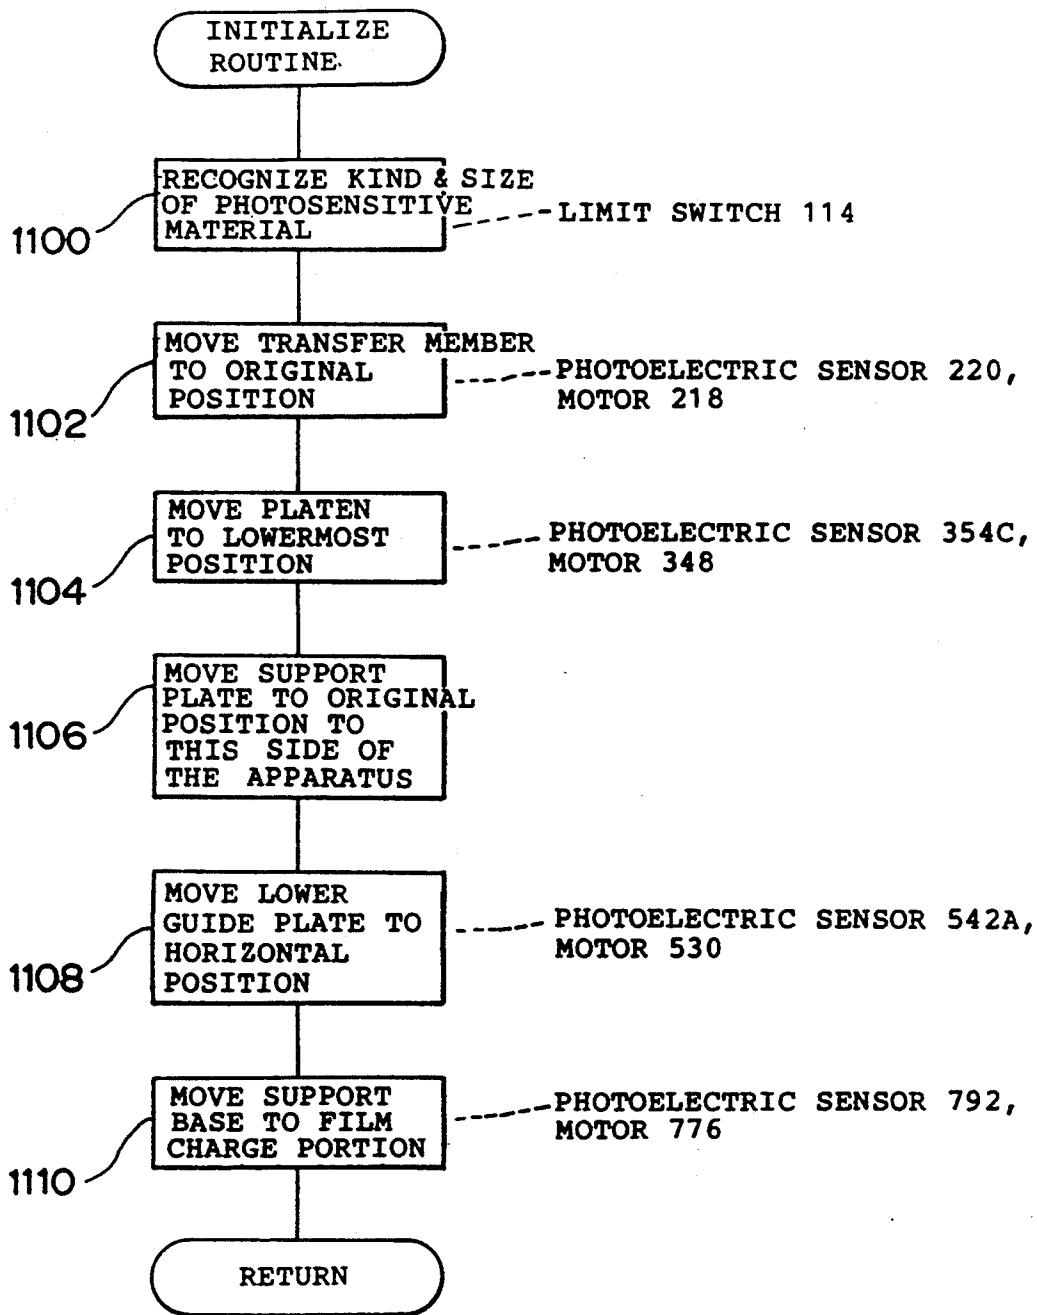 INITIALIZE
ROUTINE
RECOGNIZE KIND & SIZE
OF PHOTOSENSITIVE
MATERIAL
LIMIT SWITCH 114
1100
MOVE TRANSFER MEMBER
TO ORIGINAL
POSITION
PHOTOELECTRIC SENSOR 220,
MOTOR 218
1102
MOVE PLATEN
TO LOWERMOST
POSITION
PHOTOELECTRIC SENSOR 354C,
MOTOR 348
1104
MOVE SUPPORT
PLATE TO ORIGINAL
POSITION TO
THIS SIDE OF
THE APPARATUS
1106
MOVE LOWER
GUIDE PLATE TO
HORIZONTAL
POSITION
PHOTOELECTRIC SENSOR 542A,
MOTOR 530
1108
MOVE SUPPORT
BASE TO FILM
CHARGE PORTION
PHOTOELECTRIC SENSOR 792,
MOTOR 776
1110
RETURN